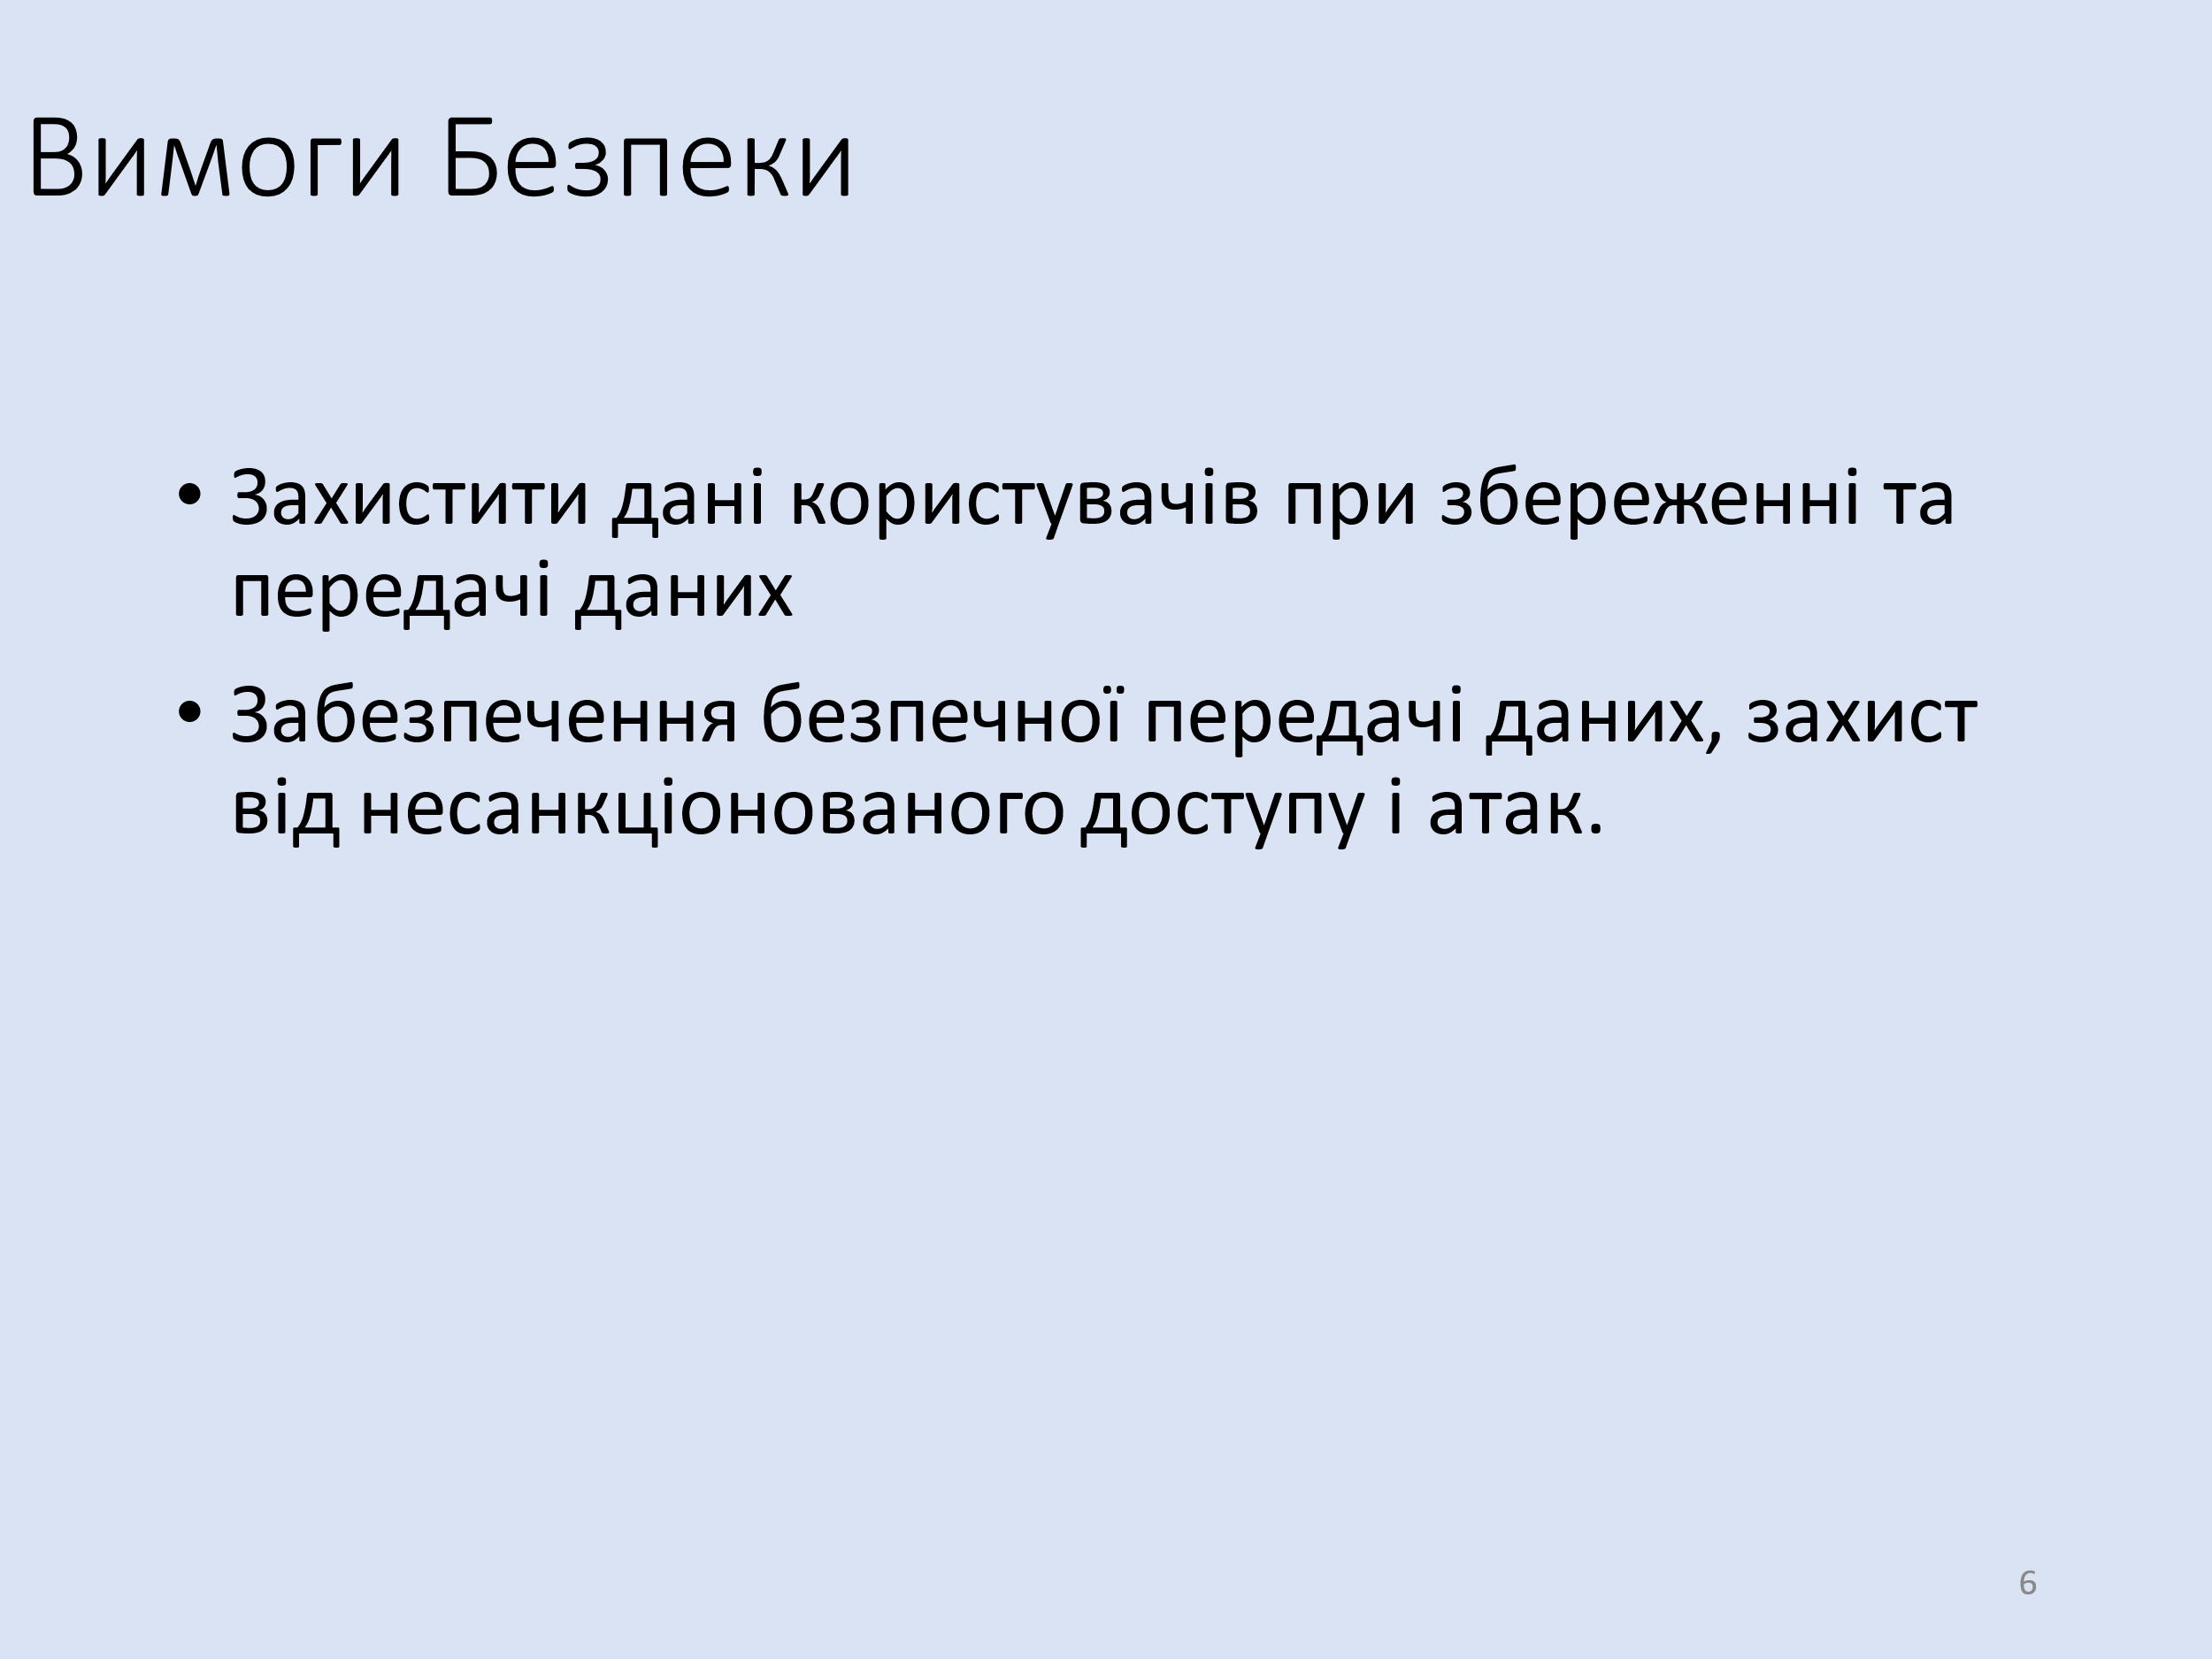 Вимоги Безпеки
• Захистити дані користувачів при збереженні та
передачі даних
• Забезпечення безпечної передачі даних, захист
від несанкціонованого доступу і атак.
6